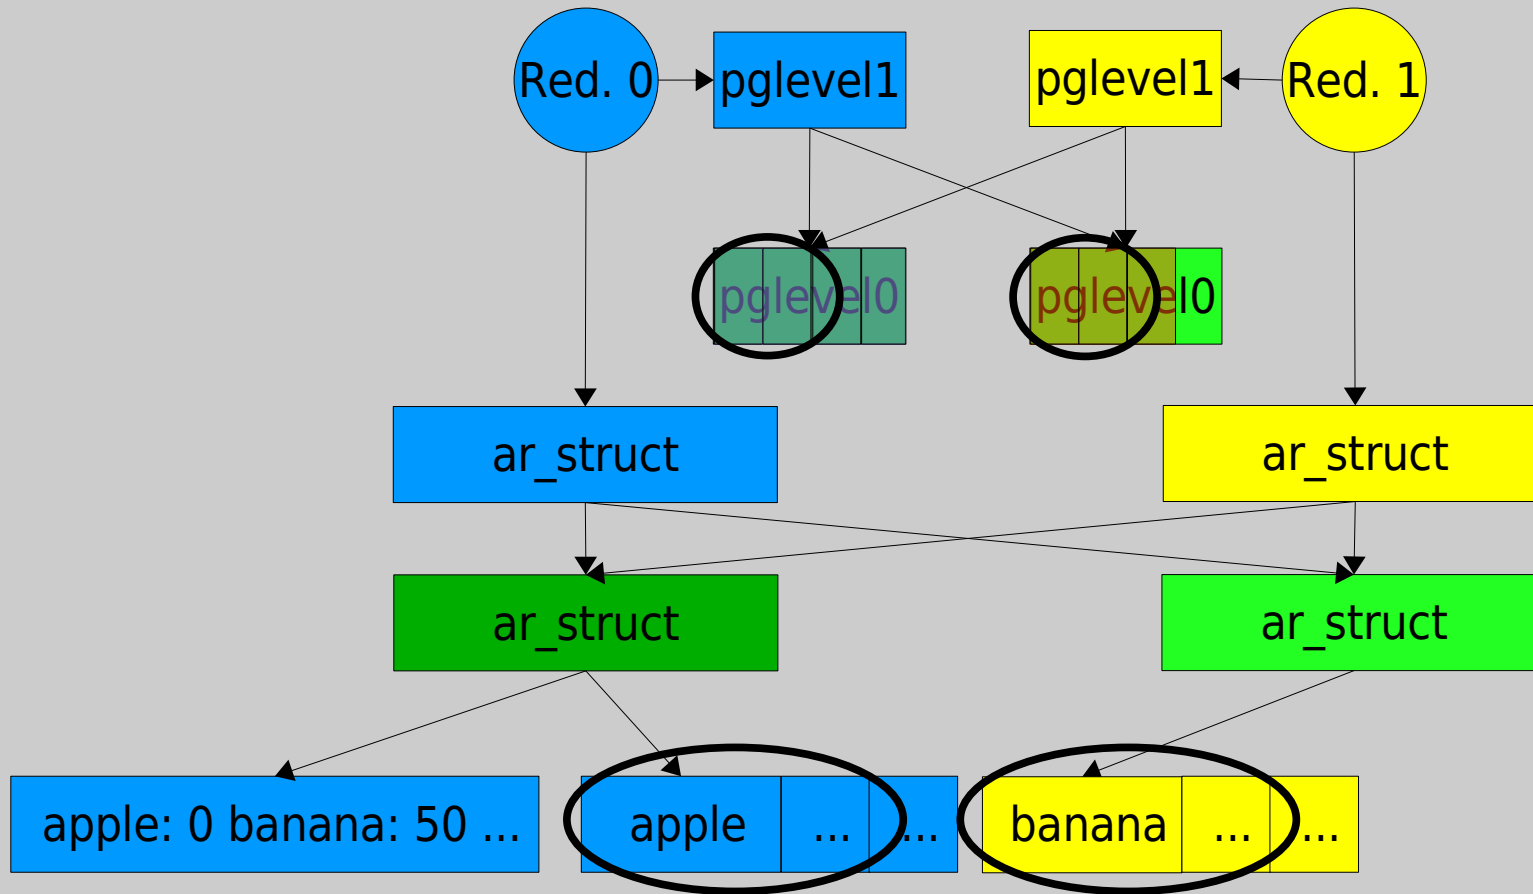 Red. 0
pglevel1
pglevel1
Red. 1
pglevel0
pglevel0
ar_struct
ar_struct
ar_struct
ar_struct
apple: 0 banana: 50 ...
apple ... ...
banana ... ...